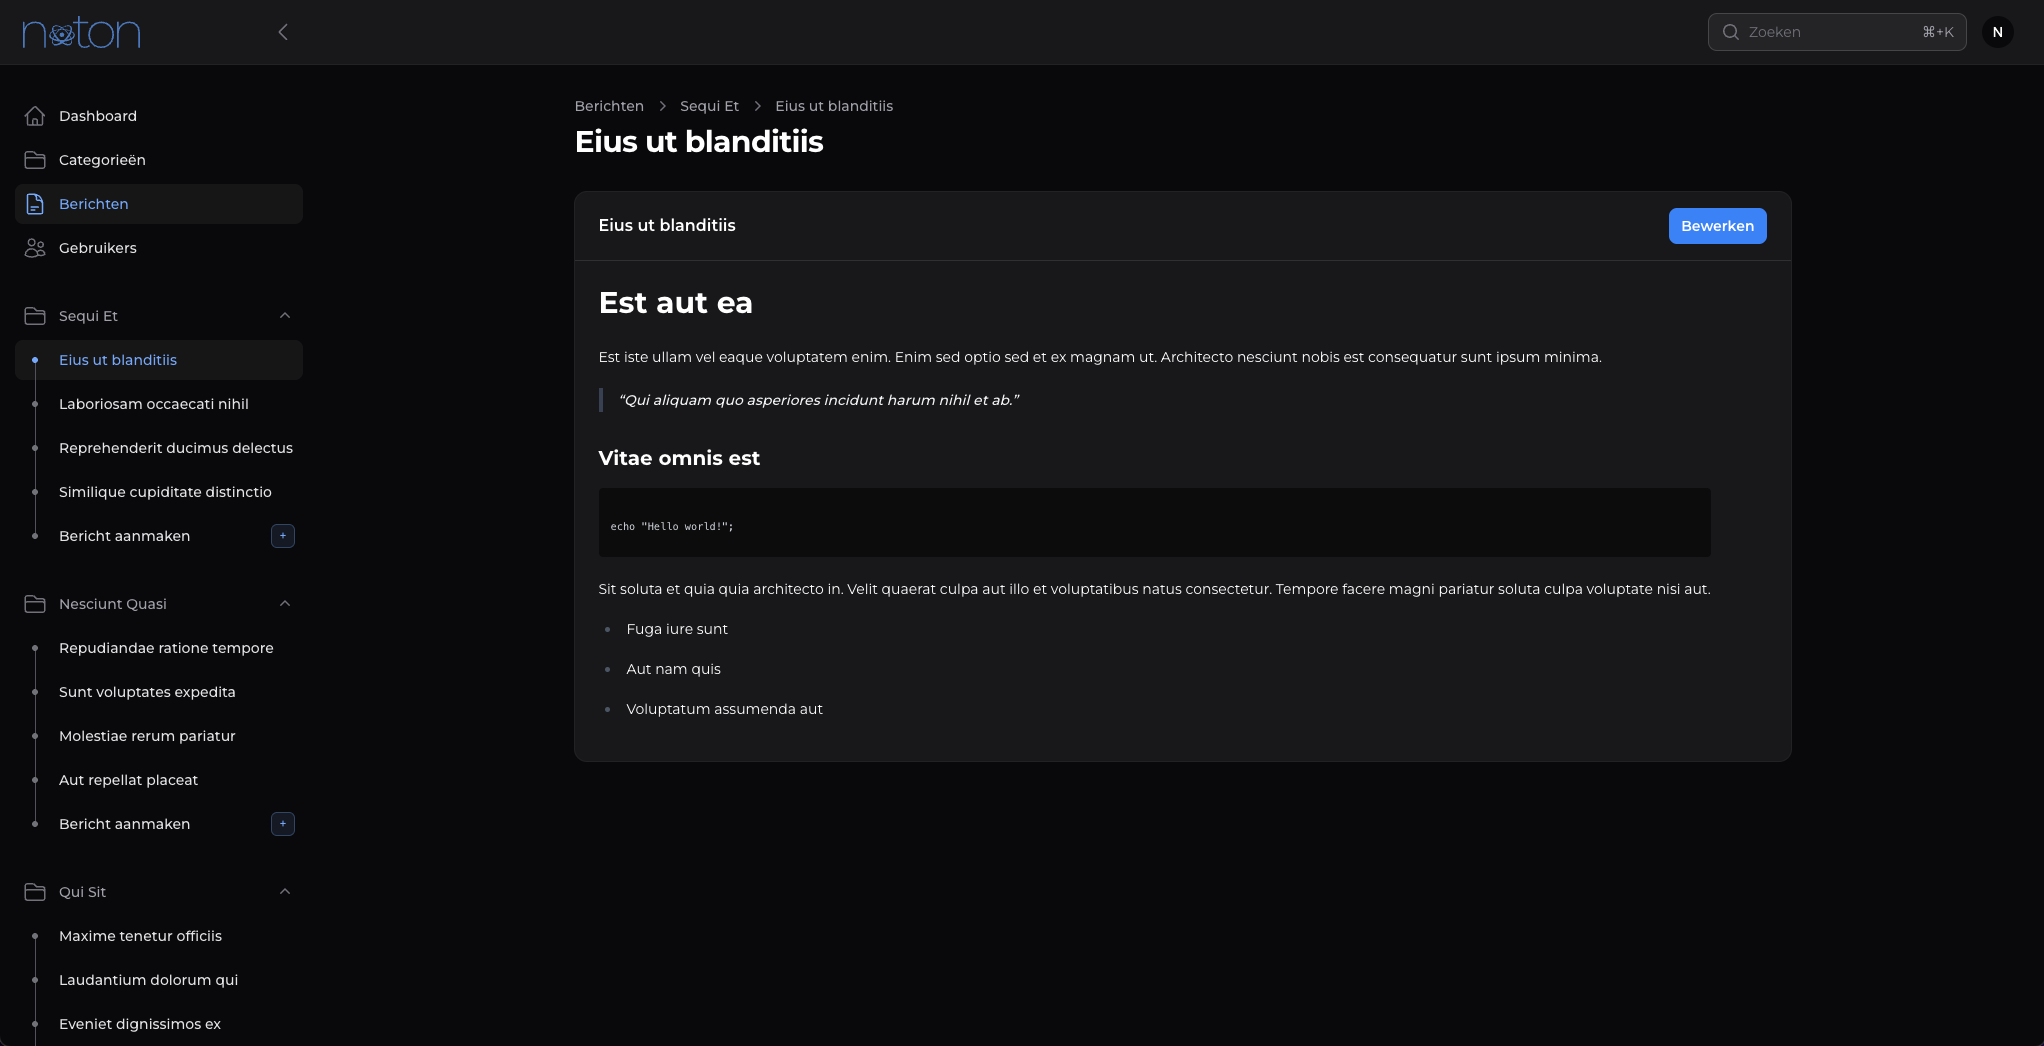 noton
Zoeken
⌘+K
N
Dashboard
Categorieën
Berichten
Gebruikers
Sequi Et
Eius ut blanditiis
Laboriosam occaecati nihil
Reprehenderit ducimus delectus
Similique cupiditate distinctio
Bericht aanmaken
+
Nesciunt Quasi
Repudiandae ratione tempore
Sunt voluptates expedita
Molestiae rerum pariatur
Aut repellat placeat
Bericht aanmaken
+
Qui Sit
Maxime tenetur officiis
Laudantium dolorum qui
Eveniet dignissimos ex
Berichten > Sequi Et > Eius ut blanditiis
Eius ut blanditiis
Eius ut blanditiis
Bewerken
Est aut ea
Est iste ullam vel eaque voluptatem enim. Enim sed optio sed et ex magnam ut. Architecto nesciunt nobis est consequatur sunt ipsum minima.
“Qui aliquam quo asperiores incidunt harum nihil et ab.”
Vitae omnis est
echo "Hello world!";
Sit soluta et quia quia architecto in. Velit quaerat culpa aut illo et voluptatibus natus consectetur. Tempore facere magni pariatur soluta culpa voluptate nisi aut.
Fuga iure sunt
Aut nam quis
Voluptatum assumenda aut